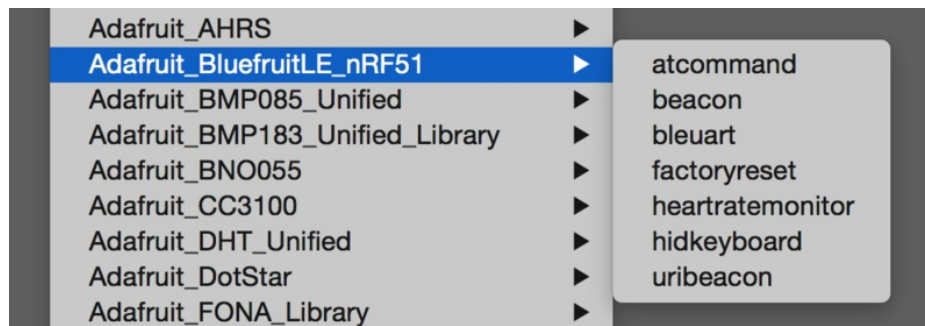 Adafruit_AHRS
Adafruit_BluefruitLE_nRF51
Adafruit_BMP085_Unified
Adafruit_BMP183_Unified_Library
Adafruit_BNO055
Adafruit_CC3100
Adafruit_DHT_Unified
Adafruit_DotStar
Adafruit_FONA_Library
atcommand
beacon
bleuart
factoryreset
heartratemonitor
hidkeyboard
uribeacon